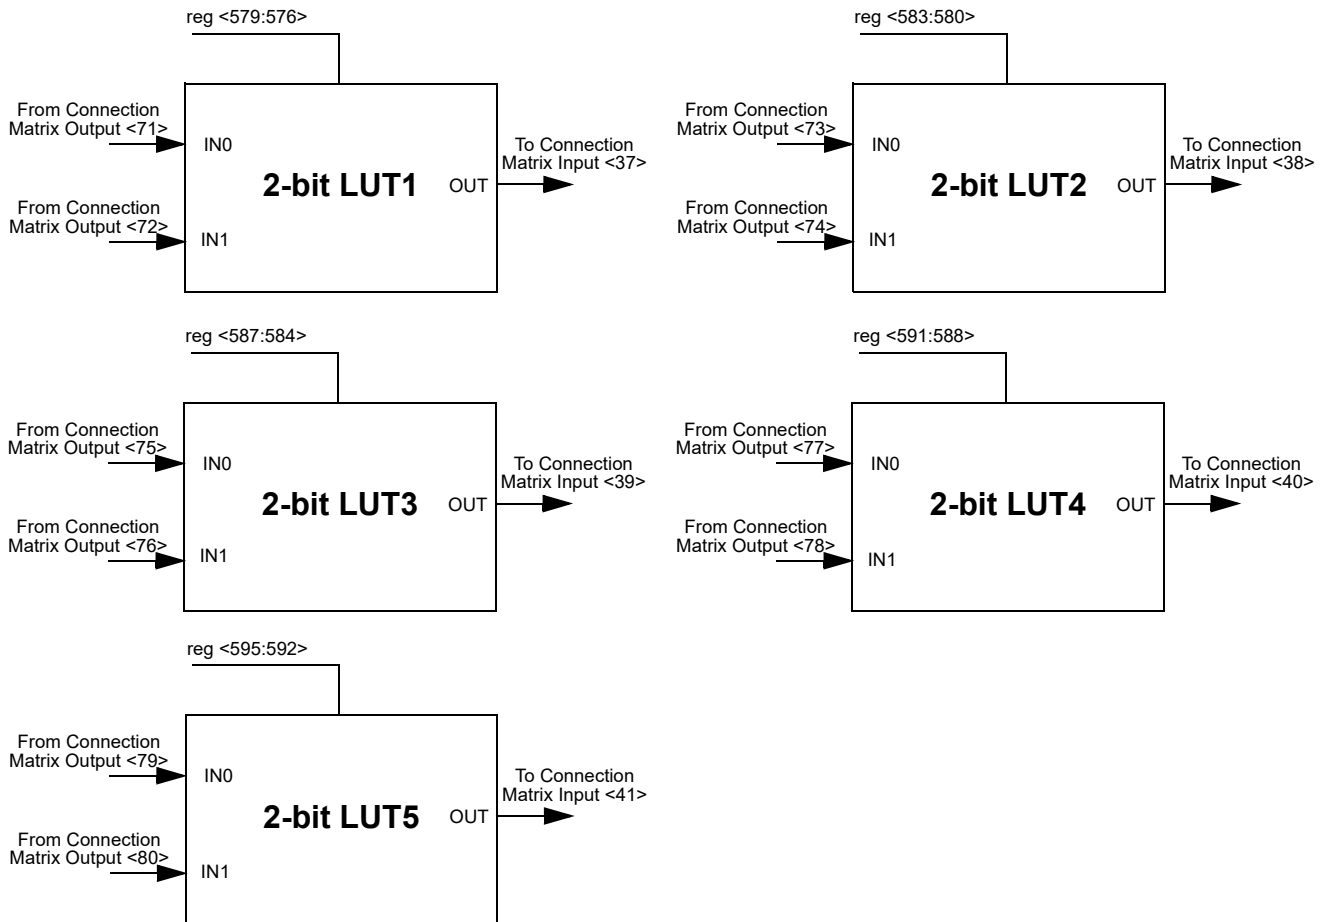 reg <579:576>
From Connection
Matrix Output <71>
IN0
From Connection
Matrix Output <72>
IN1
2-bit LUT1
OUT
To Connection
Matrix Input <37>
reg <583:580>
From Connection
Matrix Output <73>
IN0
From Connection
Matrix Output <74>
IN1
2-bit LUT2
OUT
To Connection
Matrix Input <38>
reg <587:584>
From Connection
Matrix Output <75>
IN0
From Connection
Matrix Output <76>
IN1
2-bit LUT3
OUT
To Connection
Matrix Input <39>
reg <591:588>
From Connection
Matrix Output <77>
IN0
From Connection
Matrix Output <78>
IN1
2-bit LUT4
OUT
To Connection
Matrix Input <40>
reg <595:592>
From Connection
Matrix Output <79>
IN0
From Connection
Matrix Output <80>
IN1
2-bit LUT5
OUT
To Connection
Matrix Input <41>